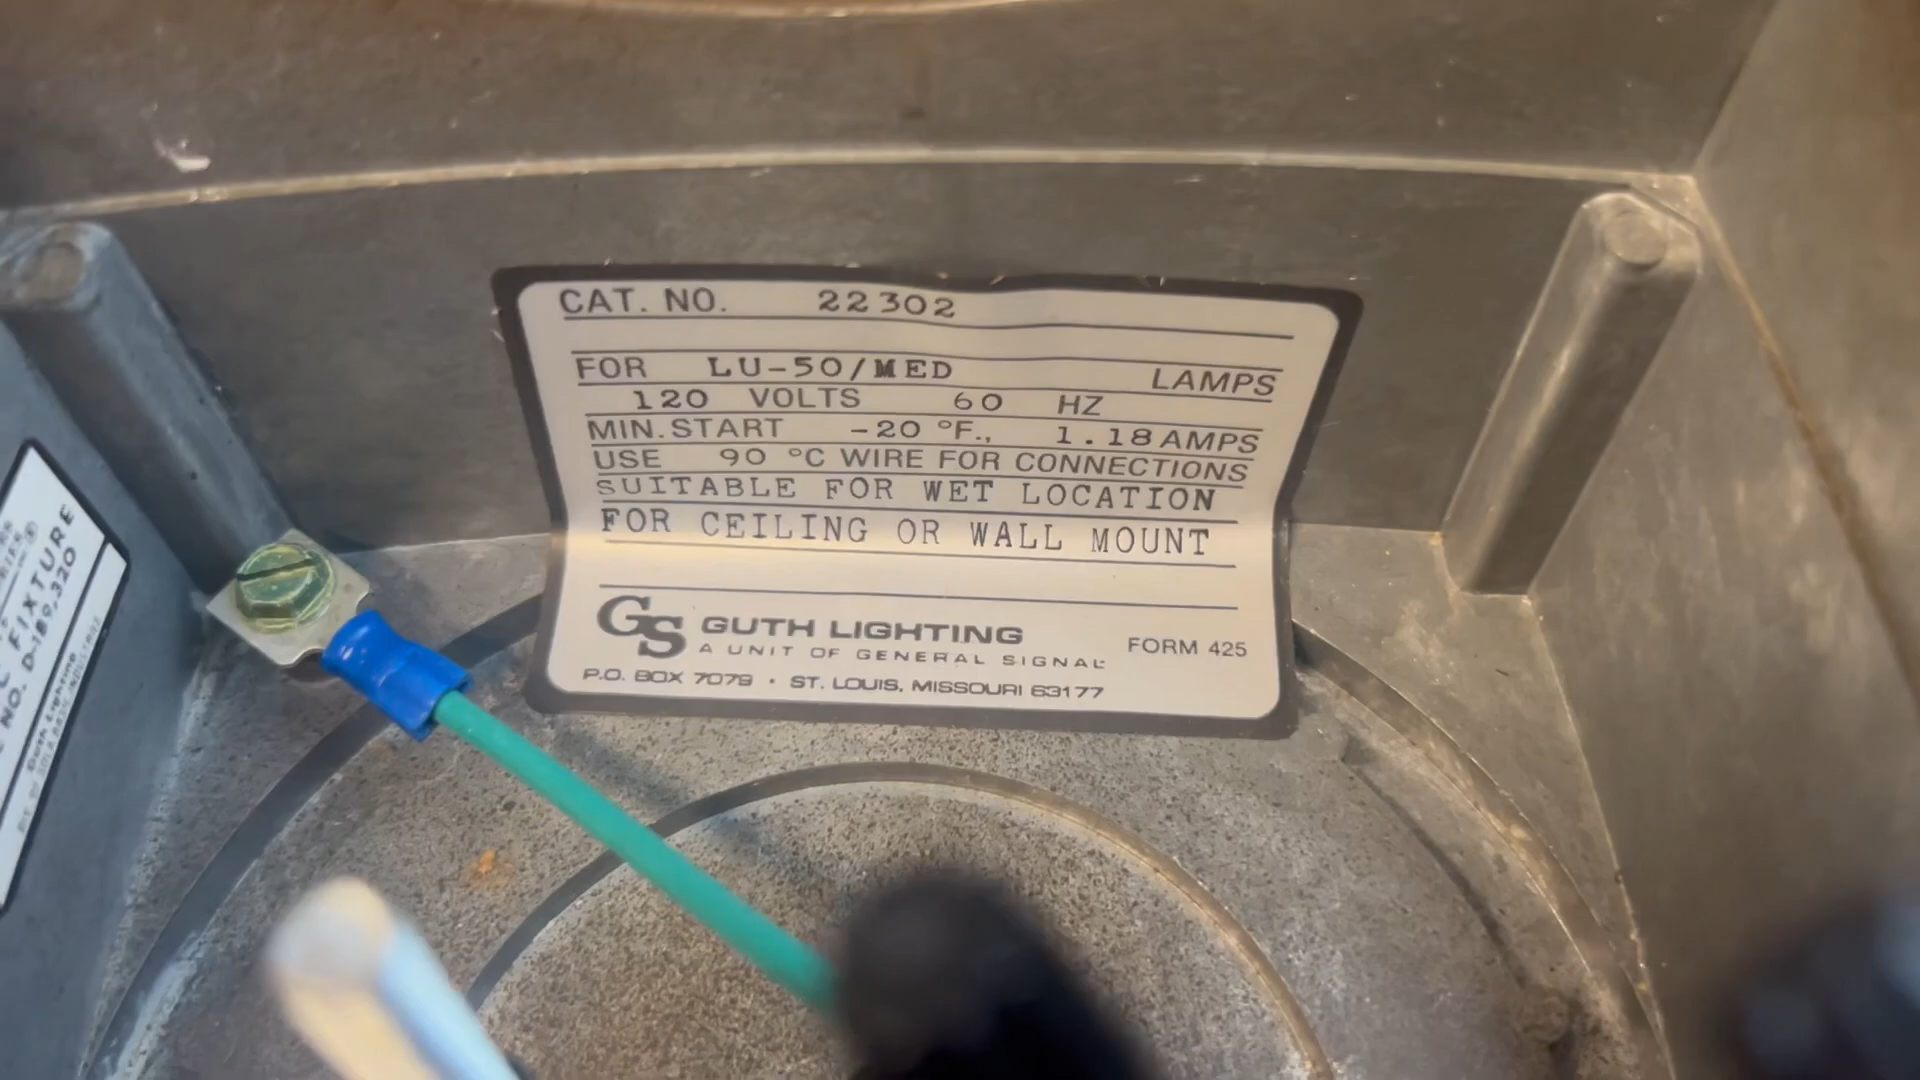 CAT. NO. 22302
FOR LU-50/MED LAMPS
120 VOLTS 60 HZ
MIN. START -20 °F., 1.18 AMPS
USE 90 °C WIRE FOR CONNECTIONS
SUITABLE FOR WET LOCATION
FOR CEILING OR WALL MOUNT
GS GUTH LIGHTING
A UNIT OF GENERAL SIGNAL
FORM 425
P.O. BOX 7079 • ST. LOUIS, MISSOURI 63177
FIXTURE
NO. D-189,320
Guth Lighting